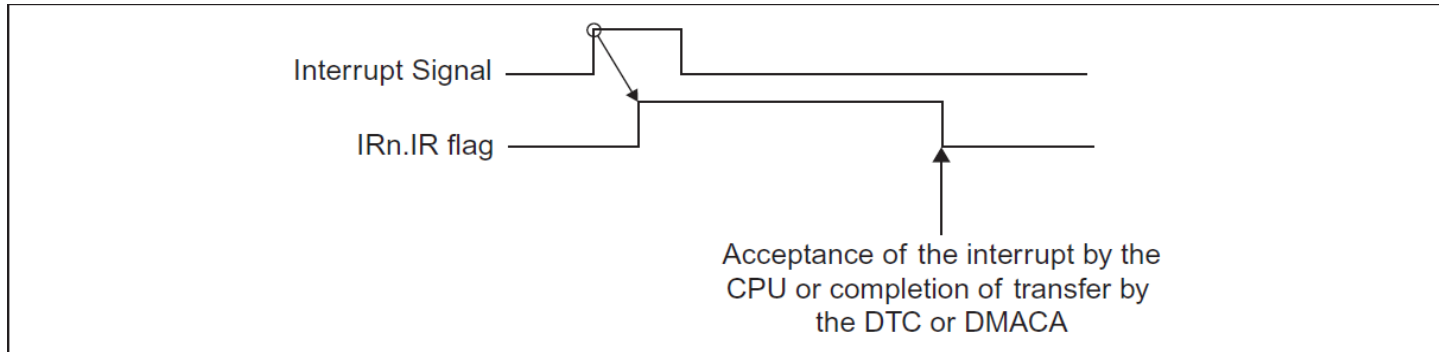 Interrupt Signal
IRn.IR flag
Acceptance of the interrupt by the
CPU or completion of transfer by
the DTC or DMACA